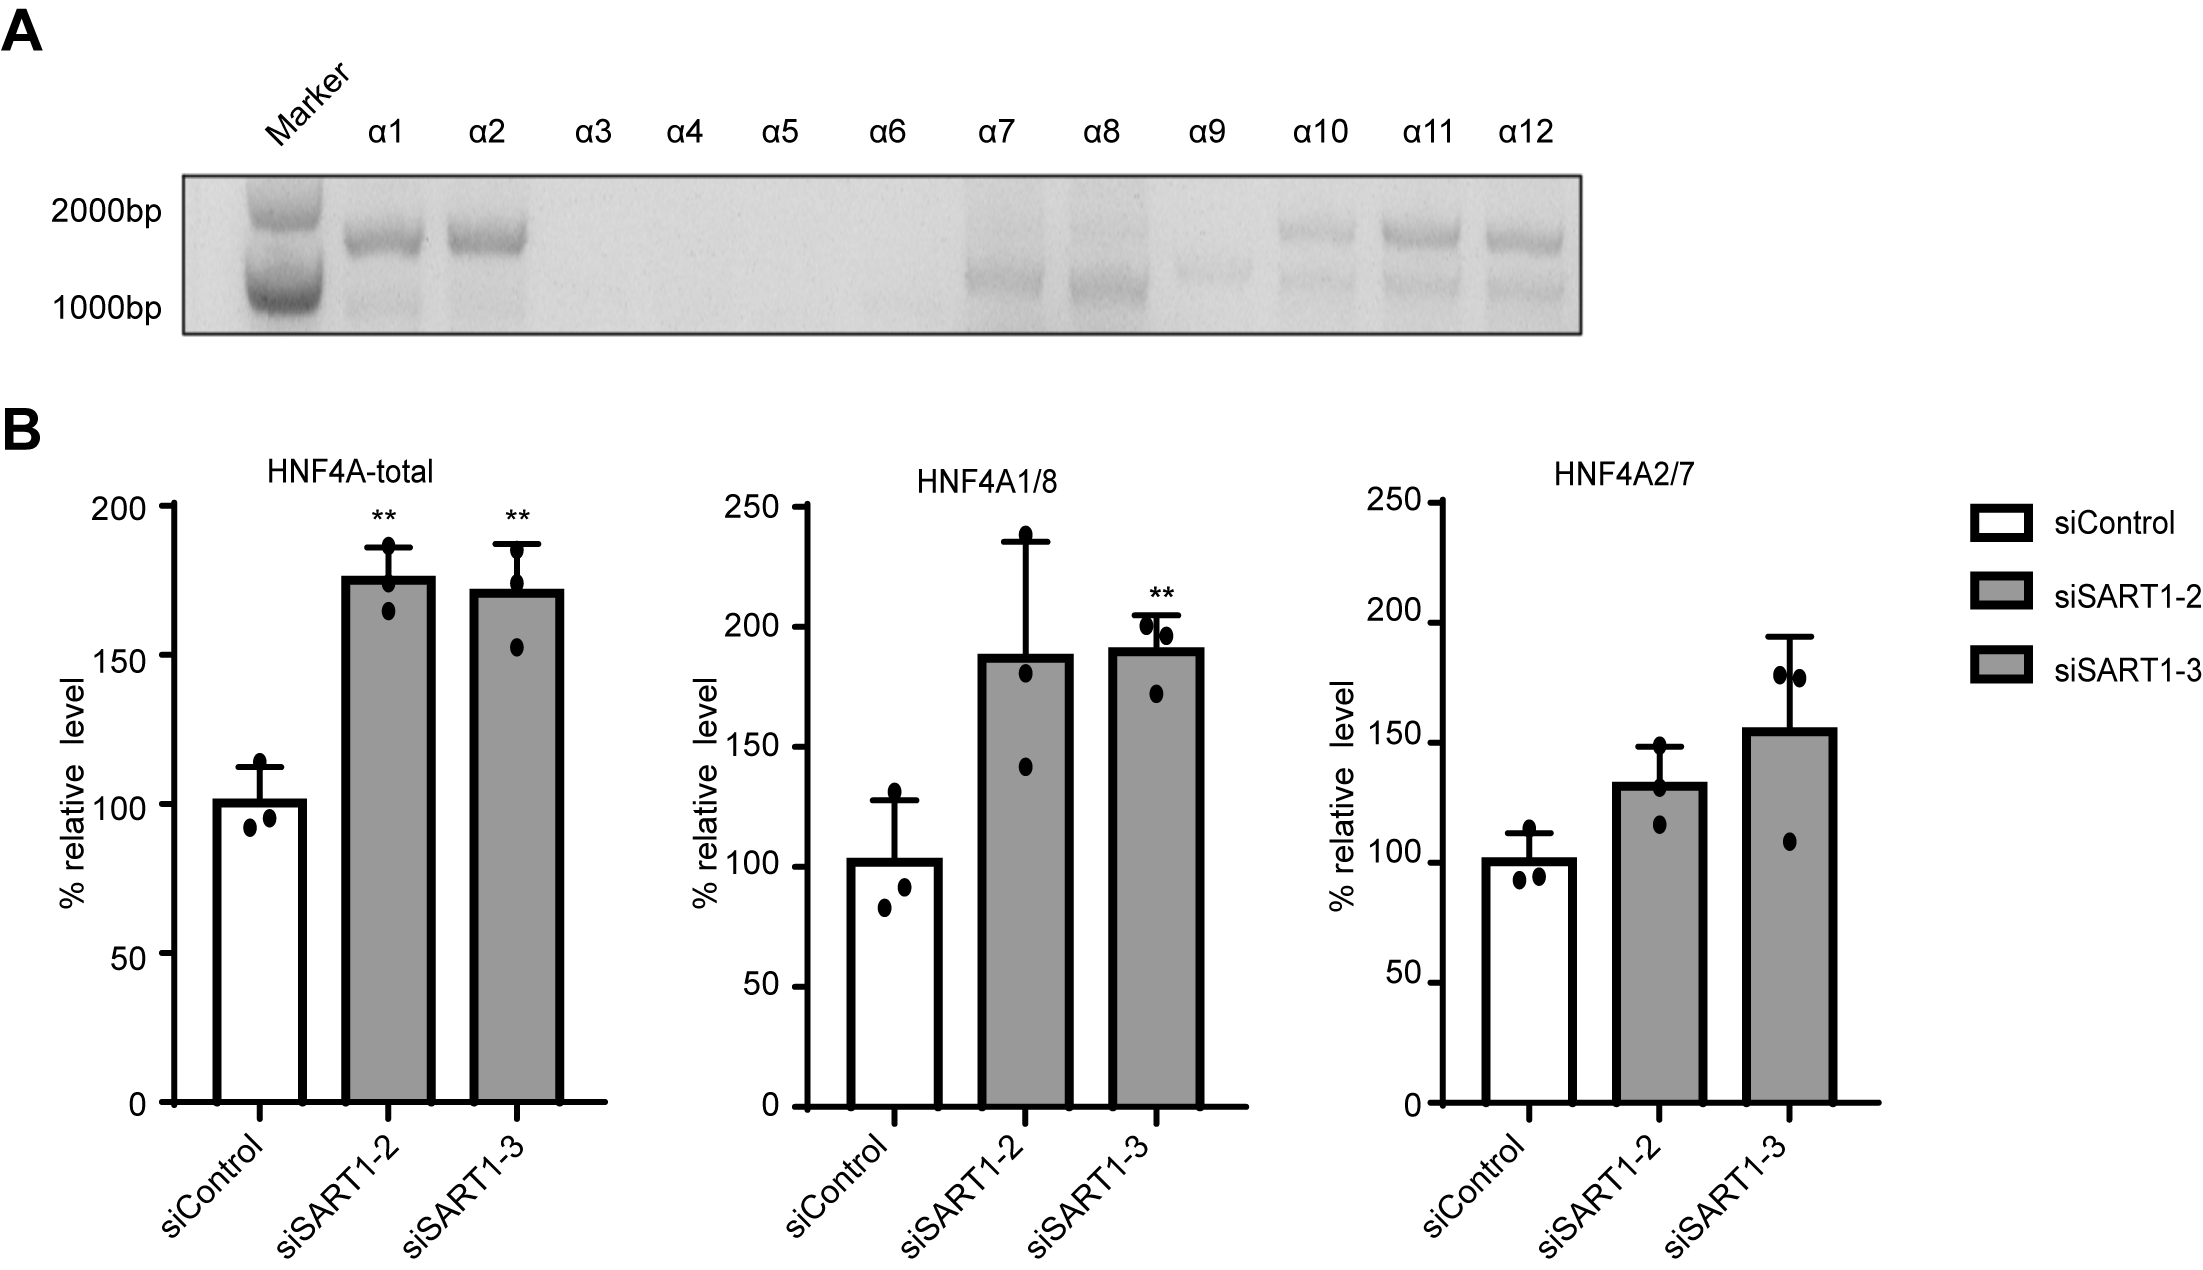 A
Marker α1 α2 α3 α4 α5 α6 α7 α8 α9 α10 α11 α12
2000bp
1000bp
B
HNF4A-total
% relative level
200
150
100
50
0
**
**
siControl
siSART1-2
siSART1-3
HNF4A1/8
% relative level
250
200
150
100
50
0
**
siControl
siSART1-2
siSART1-3
HNF4A2/7
% relative level
250
200
150
100
50
0
siControl
siSART1-2
siSART1-3
siControl
siSART1-2
siSART1-3